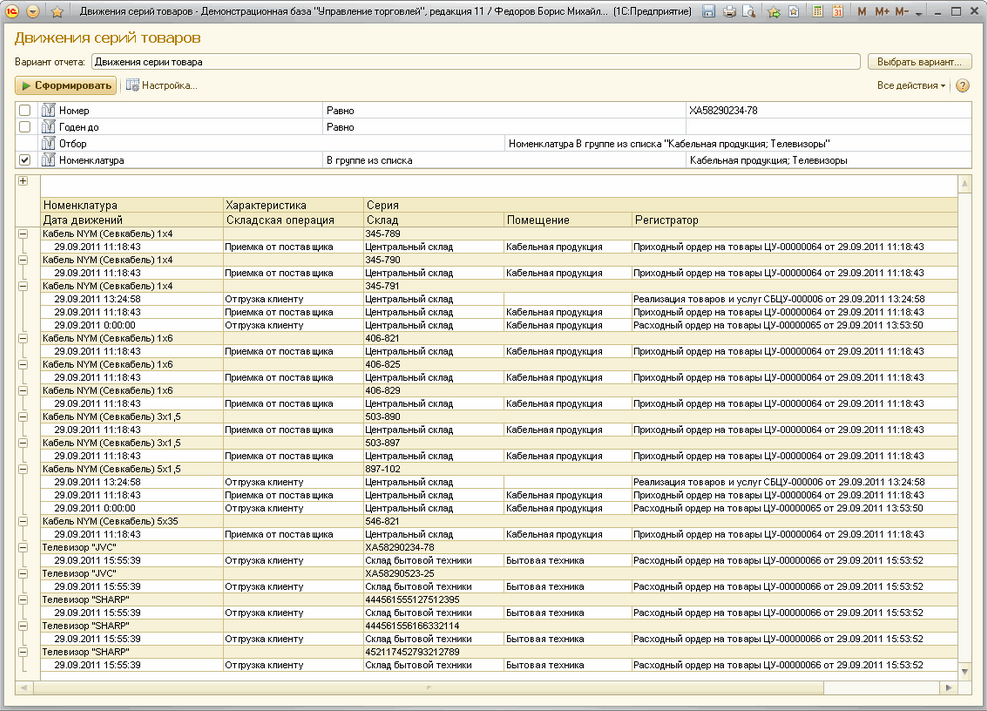 Движения серий товаров - Демонстрационная база "Управление торговлей", редакция 11 / Федоров Борис Михайл... (1С:Предприятие) M M+ M-
Движения серий товаров
Вариант отчета: Движения серии товара Выбрать вариант...
Сформировать Настройка... Все действия ?
Номер Равно XA58290234-78
Годен до Равно
Отбор Номенклатура В группе из списка "Кабельная продукция; Телевизоры"
Номенклатура В группе из списка Кабельная продукция; Телевизоры
Номенклатура Характеристика Серия
Дата движений Складская операция Склад Помещение Регистратор
Кабель NYM (Севкабель) 1x4 345-789
29.09.2011 11:18:43 Приемка от поставщика Центральный склад Кабельная продукция Приходный ордер на товары ЦУ-00000064 от 29.09.2011 11:18:43
Кабель NYM (Севкабель) 1x4 345-790
29.09.2011 11:18:43 Приемка от поставщика Центральный склад Кабельная продукция Приходный ордер на товары ЦУ-00000064 от 29.09.2011 11:18:43
Кабель NYM (Севкабель) 1x4 345-791
29.09.2011 13:24:58 Отгрузка клиенту Центральный склад Реализация товаров и услуг СБЦУ-000006 от 29.09.2011 13:24:58
29.09.2011 11:18:43 Приемка от поставщика Центральный склад Кабельная продукция Приходный ордер на товары ЦУ-00000064 от 29.09.2011 11:18:43
29.09.2011 0:00:00 Отгрузка клиенту Центральный склад Кабельная продукция Расходный ордер на товары ЦУ-00000065 от 29.09.2011 13:53:50
Кабель NYM (Севкабель) 1x6 406-821
29.09.2011 11:18:43 Приемка от поставщика Центральный склад Кабельная продукция Приходный ордер на товары ЦУ-00000064 от 29.09.2011 11:18:43
Кабель NYM (Севкабель) 1x6 406-825
29.09.2011 11:18:43 Приемка от поставщика Центральный склад Кабельная продукция Приходный ордер на товары ЦУ-00000064 от 29.09.2011 11:18:43
Кабель NYM (Севкабель) 1x6 406-829
29.09.2011 11:18:43 Приемка от поставщика Центральный склад Кабельная продукция Приходный ордер на товары ЦУ-00000064 от 29.09.2011 11:18:43
Кабель NYM (Севкабель) 3x1,5 503-890
29.09.2011 11:18:43 Приемка от поставщика Центральный склад Кабельная продукция Приходный ордер на товары ЦУ-00000064 от 29.09.2011 11:18:43
Кабель NYM (Севкабель) 3x1,5 503-897
29.09.2011 11:18:43 Приемка от поставщика Центральный склад Кабельная продукция Приходный ордер на товары ЦУ-00000064 от 29.09.2011 11:18:43
Кабель NYM (Севкабель) 5x1,5 897-102
29.09.2011 13:24:58 Отгрузка клиенту Центральный склад Реализация товаров и услуг СБЦУ-000006 от 29.09.2011 13:24:58
29.09.2011 11:18:43 Приемка от поставщика Центральный склад Кабельная продукция Приходный ордер на товары ЦУ-00000064 от 29.09.2011 11:18:43
29.09.2011 0:00:00 Отгрузка клиенту Центральный склад Кабельная продукция Расходный ордер на товары ЦУ-00000065 от 29.09.2011 13:53:50
Кабель NYM (Севкабель) 5x35 546-821
29.09.2011 11:18:43 Приемка от поставщика Центральный склад Кабельная продукция Приходный ордер на товары ЦУ-00000064 от 29.09.2011 11:18:43
Телевизор "JVC" XA58290234-78
29.09.2011 15:55:39 Отгрузка клиенту Склад бытовой техники Бытовая техника Расходный ордер на товары ЦУ-00000066 от 29.09.2011 15:53:52
Телевизор "JVC" XA58290523-25
29.09.2011 15:55:39 Отгрузка клиенту Склад бытовой техники Бытовая техника Расходный ордер на товары ЦУ-00000066 от 29.09.2011 15:53:52
Телевизор "SHARP" 444561555127512395
29.09.2011 15:55:39 Отгрузка клиенту Склад бытовой техники Бытовая техника Расходный ордер на товары ЦУ-00000066 от 29.09.2011 15:53:52
Телевизор "SHARP" 444561556166332114
29.09.2011 15:55:39 Отгрузка клиенту Склад бытовой техники Бытовая техника Расходный ордер на товары ЦУ-00000066 от 29.09.2011 15:53:52
Телевизор "SHARP" 452117452793212789
29.09.2011 15:55:39 Отгрузка клиенту Склад бытовой техники Бытовая техника Расходный ордер на товары ЦУ-00000066 от 29.09.2011 15:53:52